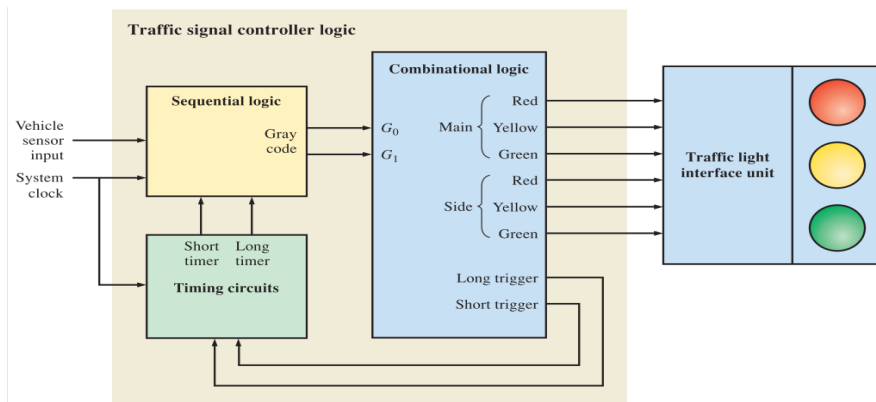 Traffic signal controller logic
Combinational logic
Sequential logic
Gray
code
Vehicle
sensor
input
System
clock
G₀
G₁
Main
Red
Yellow
Green
Side
Red
Yellow
Green
Long trigger
Short trigger
Short
timer
Long
timer
Timing circuits
Traffic light
interface unit